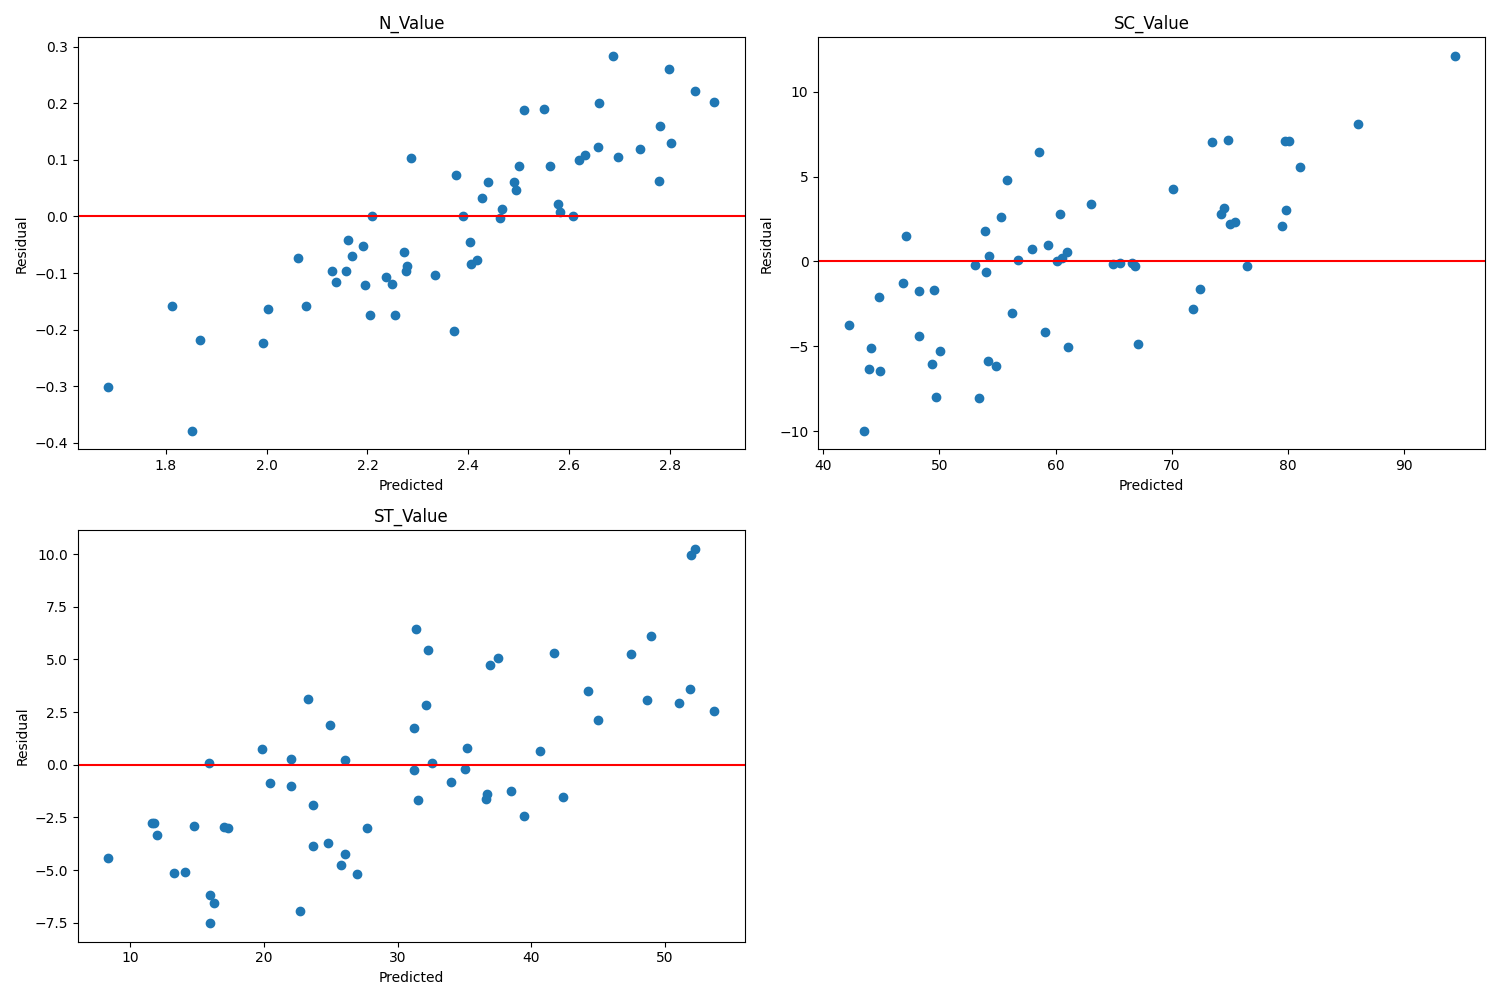 N_Value
0.3
0.2
0.1
0.0
−0.1
−0.2
−0.3
−0.4
Residual
1.8 2.0 2.2 2.4 2.6 2.8
Predicted
SC_Value
10
5
0
−5
−10
Residual
40 50 60 70 80 90
Predicted
ST_Value
10.0
7.5
5.0
2.5
0.0
−2.5
−5.0
−7.5
Residual
10 20 30 40 50
Predicted